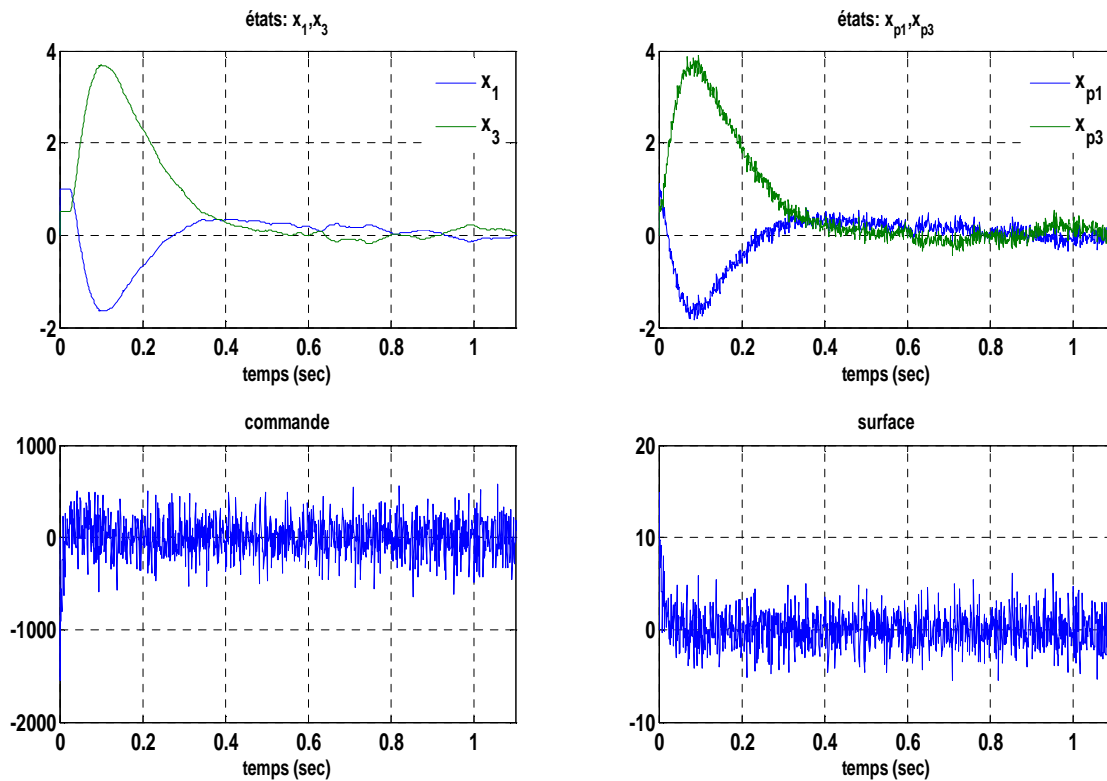 états: x1,x3
4
2
0
-2
x1
x3
0 0.2 0.4 0.6 0.8 1
temps (sec)
états: xp1,xp3
4
2
0
-2
xp1
xp3
0 0.2 0.4 0.6 0.8 1
temps (sec)
commande
1000
0
-1000
-2000
0 0.2 0.4 0.6 0.8 1
temps (sec)
surface
20
10
0
-10
0 0.2 0.4 0.6 0.8 1
temps (sec)